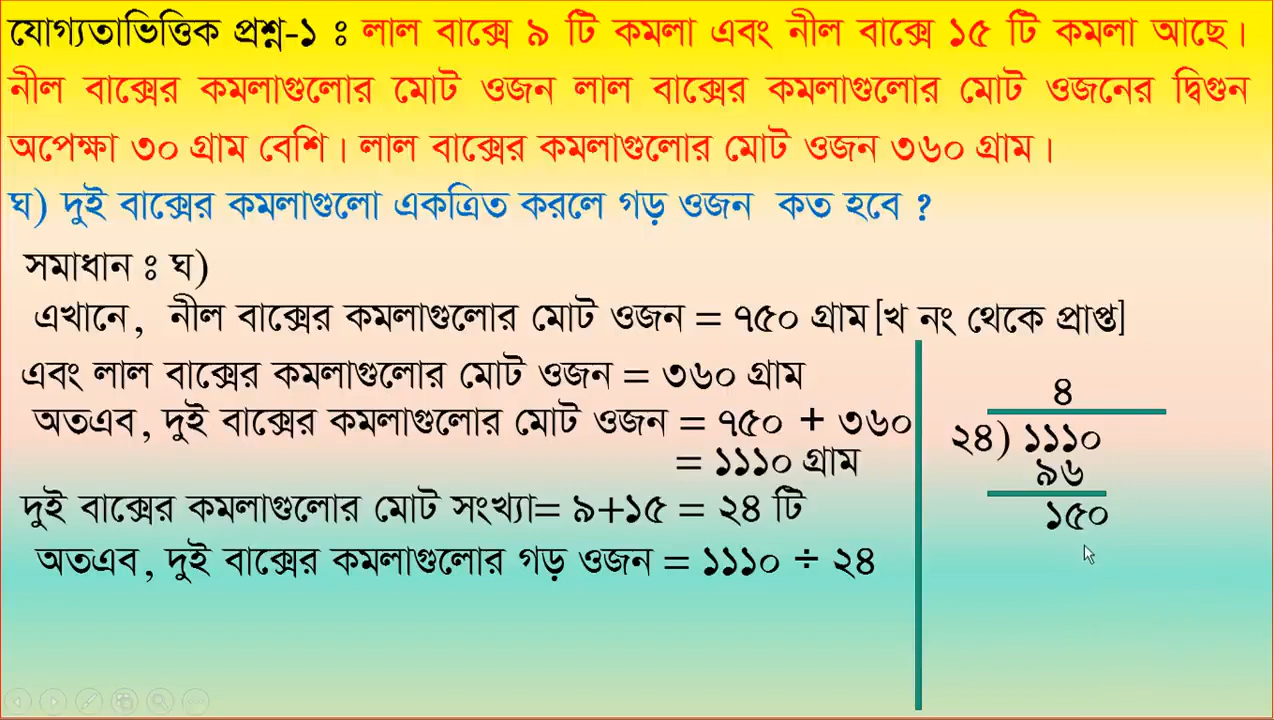 যোগ্যতাভিত্তিক প্রশ্ন-১ ঃ লাল বাক্সে ৯ টি কমলা এবং নীল বাক্সে ১৫ টি কমলা আছে।
নীল বাক্সের কমলাগুলোর মোট ওজন লাল বাক্সের কমলাগুলোর মোট ওজনের দ্বিগুন
অপেক্ষা ৩০ গ্রাম বেশি। লাল বাক্সের কমলাগুলোর মোট ওজন ৩৬০ গ্রাম।
ঘ) দুই বাক্সের কমলাগুলো একত্রিত করলে গড় ওজন কত হবে ?
সমাধান ঃ ঘ)
এখানে, নীল বাক্সের কমলাগুলোর মোট ওজন = ৭৫০ গ্রাম [খ নং থেকে প্রাপ্ত]
এবং লাল বাক্সের কমলাগুলোর মোট ওজন = ৩৬০ গ্রাম
অতএব, দুই বাক্সের কমলাগুলোর মোট ওজন = ৭৫০ + ৩৬০
= ১১১০ গ্রাম
দুই বাক্সের কমলাগুলোর মোট সংখ্যা= ৯+১৫ = ২৪ টি
অতএব, দুই বাক্সের কমলাগুলোর গড় ওজন = ১১১০ ÷ ২৪
৪
২৪) ১১১০
৯৬
১৫০